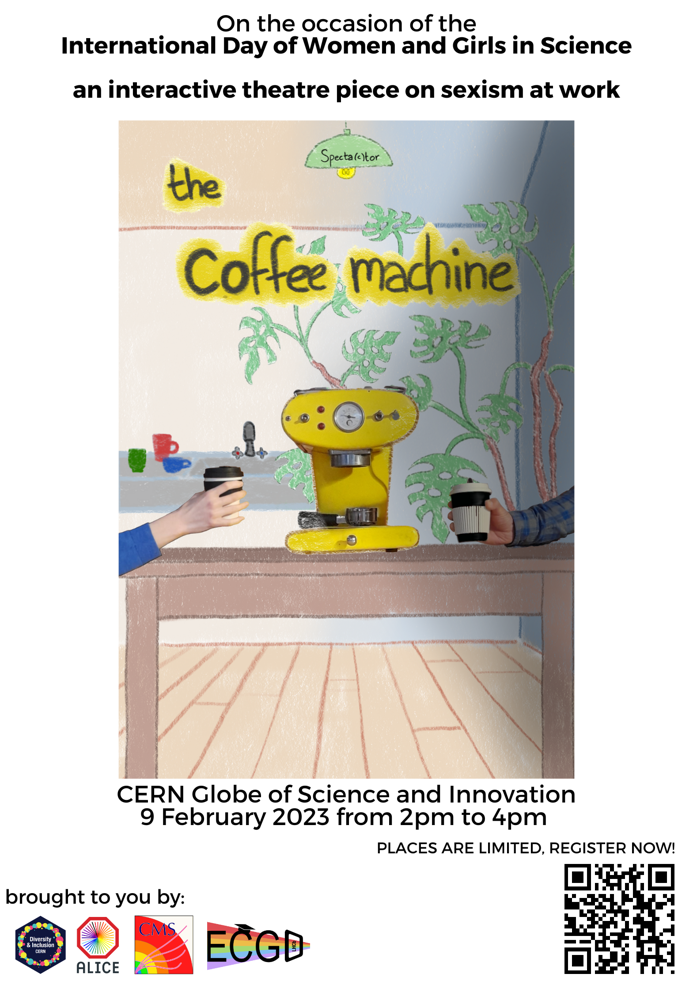 On the occasion of the
International Day of Women and Girls in Science
an interactive theatre piece on sexism at work
Specta(c)tor
the
Coffee machine
CERN Globe of Science and Innovation
9 February 2023 from 2pm to 4pm
PLACES ARE LIMITED, REGISTER NOW!
brought to you by:
Diversity
& Inclusion
CERN
ALICE
CMS
ECGD